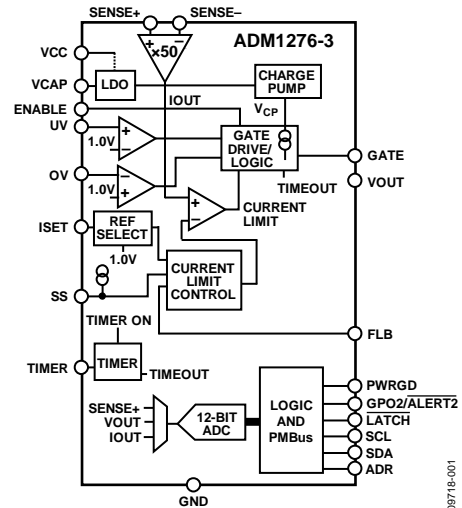 SENSE+ SENSE–
ADM1276-3
+ –
×50
VCC
VCAP
LDO
CHARGE
PUMP
IOUT
VCP
ENABLE
UV
+
1.0V –
GATE
DRIVE/
LOGIC
GATE
TIMEOUT
VOUT
OV
–
1.0V +
+
–
CURRENT
LIMIT
ISET
REF
SELECT
1.0V
CURRENT
LIMIT
CONTROL
SS
FLB
TIMER ON
TIMER
TIMER
TIMEOUT
SENSE+
VOUT
IOUT
12-BIT
ADC
LOGIC
AND
PMBus
PWRGD
GPO2/ALERT2
LATCH
SCL
SDA
ADR
GND
09718-001